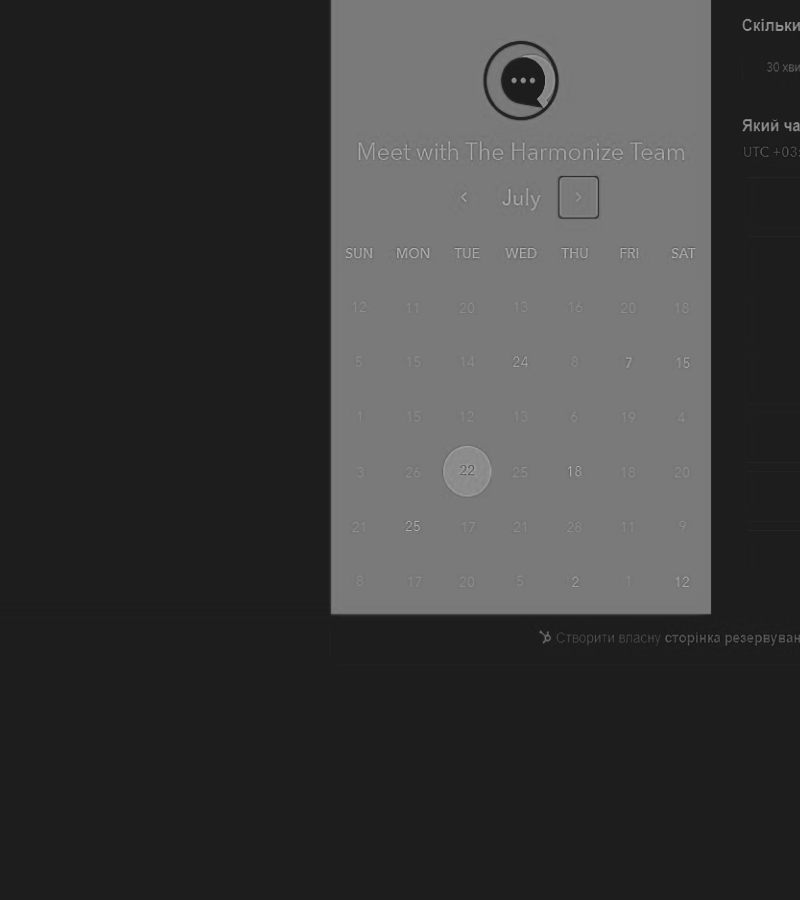 Скільки
30 хви
Meet with The Harmonize Team
Який ча
UTC +03:
July
SUN MON TUE WED THU FRI SAT
12 11 20 13 16 20 18
5 15 14 24 8 7 15
1 15 12 13 6 19 4
3 26 22 25 18 18 20
21 25 17 21 28 11 9
8 17 20 5 2 1 12
Створити власну сторінка резервуван